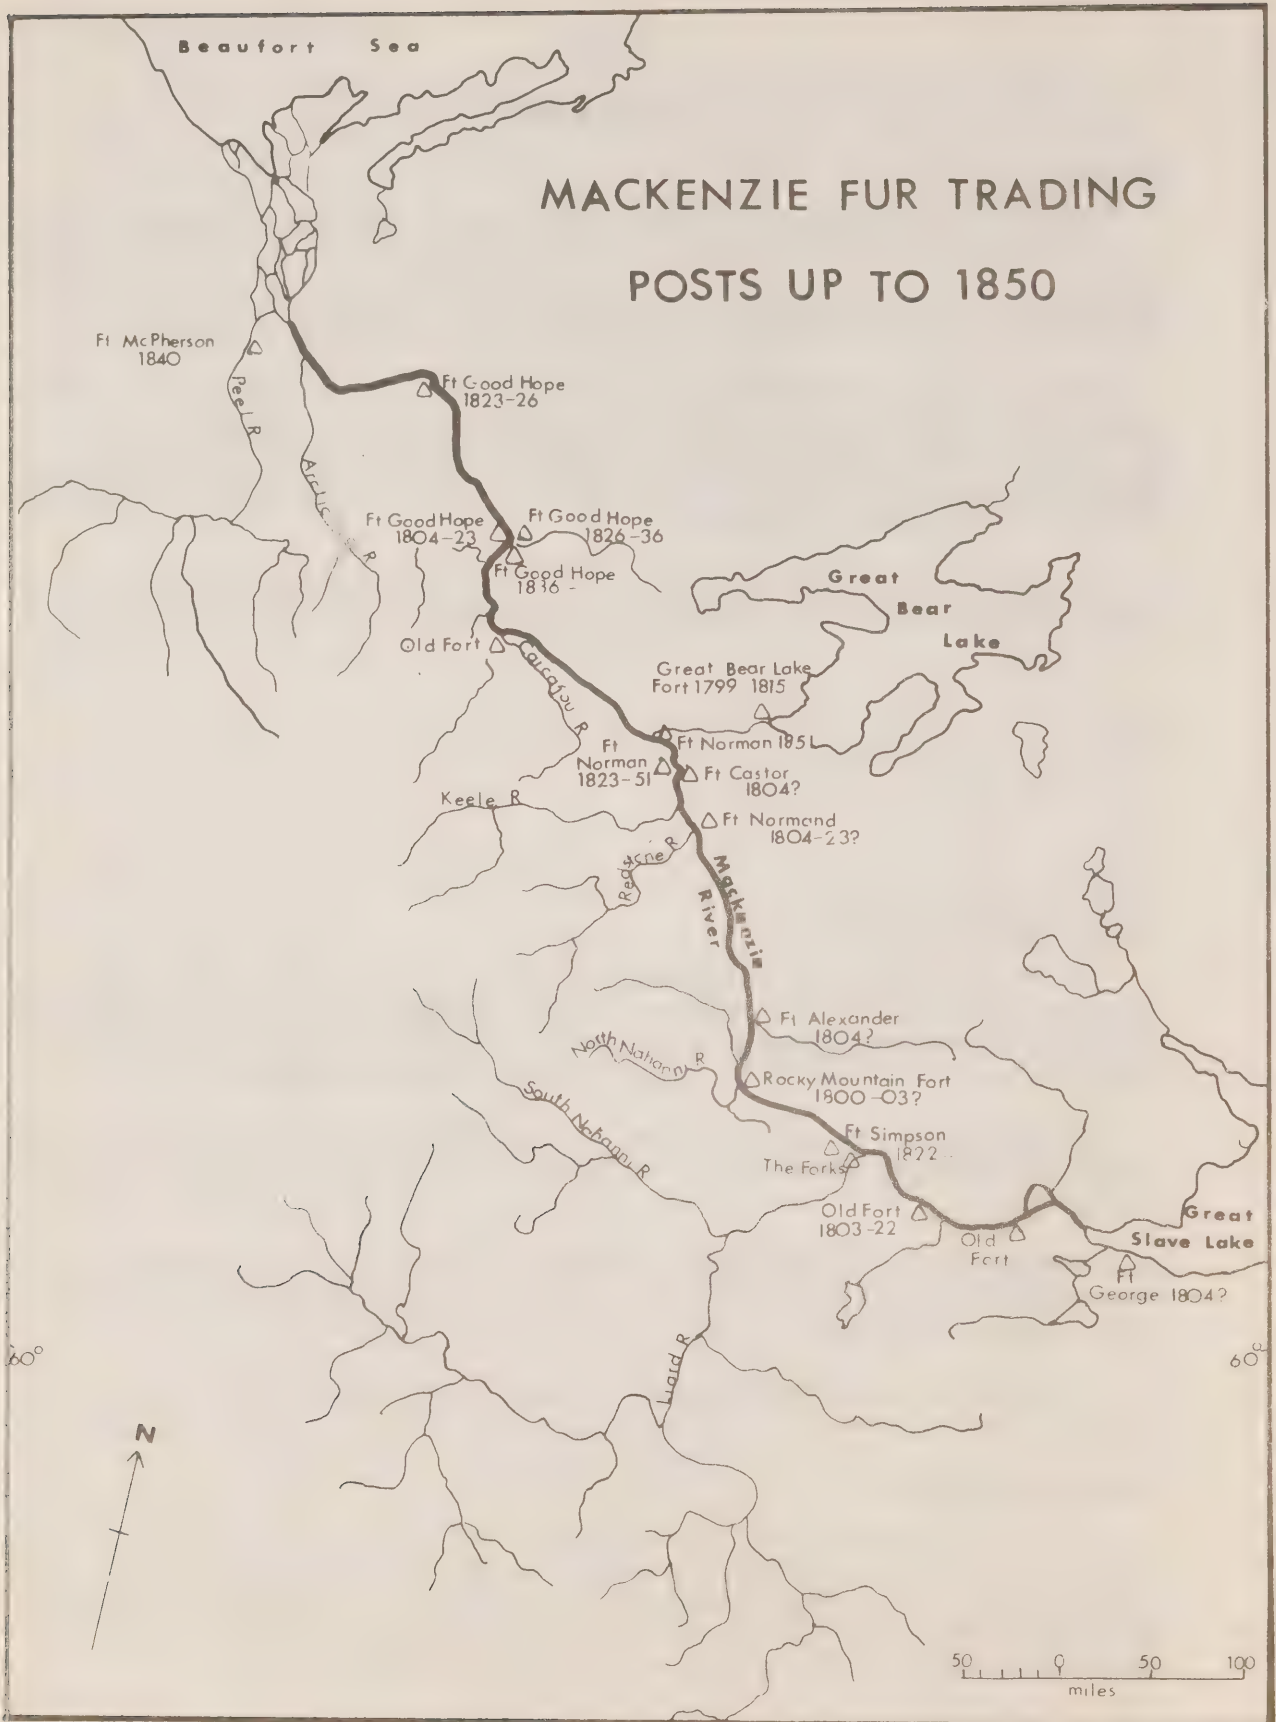 Beaufort Sea
MACKENZIE FUR TRADING
POSTS UP TO 1850
Ft McPherson
1840
Peel R
Ft Good Hope
1823-26
Arctic R
Ft Good Hope
1804-23
Ft Good Hope
1826-36
Ft Good Hope
Great
Bear
Lake
Old Fort
Carcajou R
Great Bear Lake
Fort 1799 1815
Ft Norman 1851
Ft
Norman
1823-51
Ft Castor
1804?
Keele R
Ft Normand
1804-23?
Redstone R
Mackenzie
River
Ft Alexander
1804?
North Nahanni R
Rocky Mountain Fort
1800-03?
South Nahanni R
Ft Simpson
1822
The Forks
Old Fort
1803-22
Old
Fort
Great
Slave Lake
Ft
George 1804?
60° 60°
Liard R
N
50 0 50 100
miles